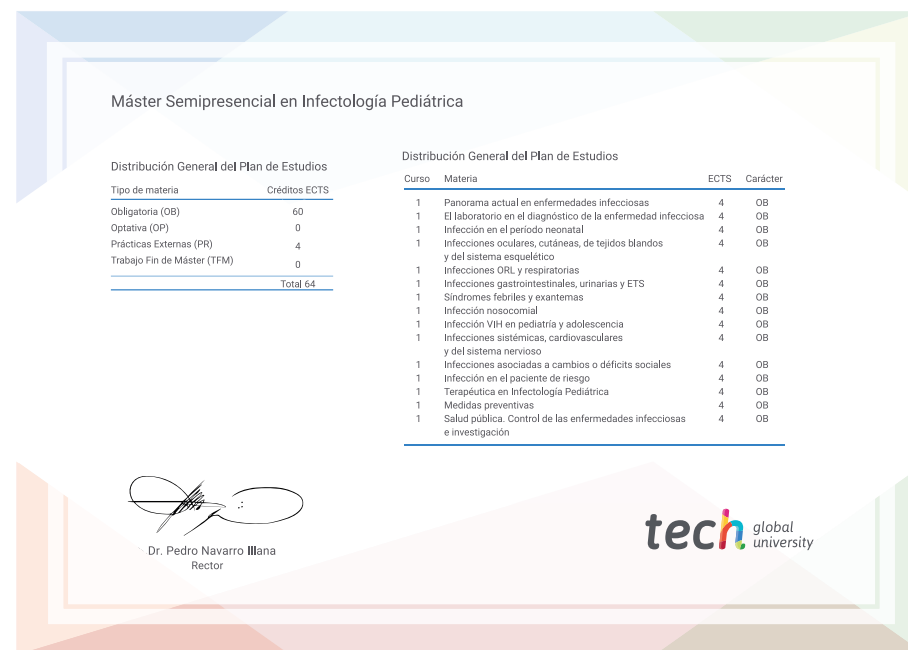 Máster Semipresencial en Infectología Pediátrica
Distribución General del Plan de Estudios
Tipo de materia Créditos ECTS
Obligatoria (OB) 60
Optativa (OP) 0
Prácticas Externas (PR) 4
Trabajo Fin de Máster (TFM) 0
Total 64
Distribución General del Plan de Estudios
Curso Materia ECTS Carácter
1 Panorama actual en enfermedades infecciosas 4 OB
1 El laboratorio en el diagnóstico de la enfermedad infecciosa 4 OB
1 Infección en el período neonatal 4 OB
1 Infecciones oculares, cutáneas, de tejidos blandos 4 OB
y del sistema esquelético
1 Infecciones ORL y respiratorias 4 OB
1 Infecciones gastrointestinales, urinarias y ETS 4 OB
1 Síndromes febriles y exantemas 4 OB
1 Infección nosocomial 4 OB
1 Infección VIH en pediatría y adolescencia 4 OB
1 Infecciones sistémicas, cardiovasculares 4 OB
y del sistema nervioso
1 Infecciones asociadas a cambios o déficits sociales 4 OB
1 Infección en el paciente de riesgo 4 OB
1 Terapéutica en Infectología Pediátrica 4 OB
1 Medidas preventivas 4 OB
1 Salud pública. Control de las enfermedades infecciosas 4 OB
e investigación
Dr. Pedro Navarro Illana
Rector
tech global
university